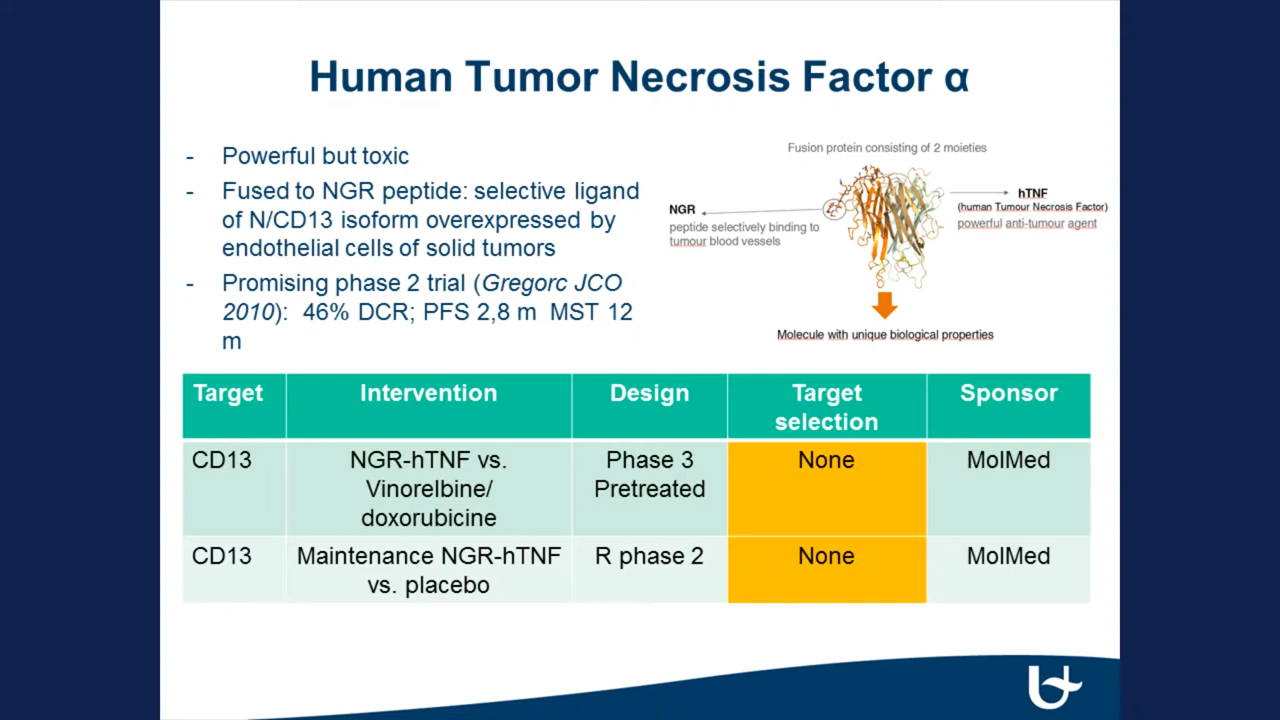 Human Tumor Necrosis Factor α
- Powerful but toxic
- Fused to NGR peptide: selective ligand
of N/CD13 isoform overexpressed by
endothelial cells of solid tumors
- Promising phase 2 trial (Gregorc JCO
2010): 46% DCR; PFS 2,8 m MST 12
m
Fusion protein consisting of 2 moieties
NGR
peptide selectively binding to
tumour blood vessels
hTNF
(human Tumour Necrosis Factor)
powerful anti-tumour agent
Molecule with unique biological properties
Target Intervention Design Target Sponsor
selection
CD13 NGR-hTNF vs. Phase 3 None MolMed
Vinorelbine/ Pretreated
doxorubicine
CD13 Maintenance NGR-hTNF R phase 2 None MolMed
vs. placebo